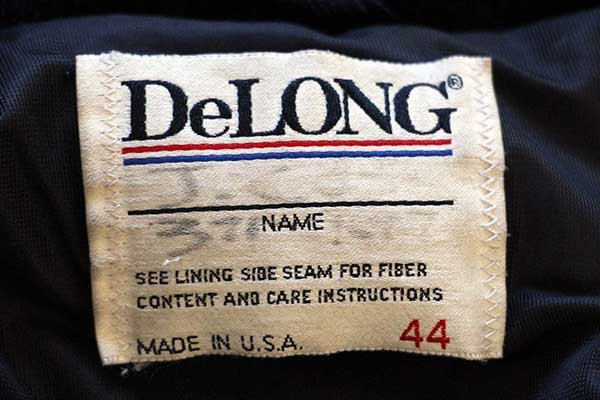 DeLONG®
NAME
SEE LINING SIDE SEAM FOR FIBER
CONTENT AND CARE INSTRUCTIONS
MADE IN U.S.A. 44